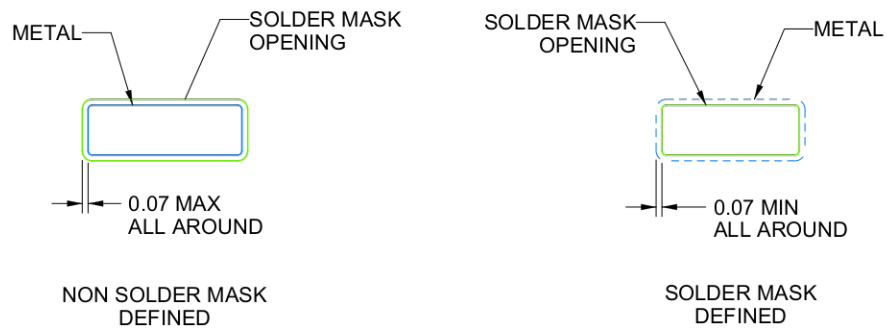 METAL
SOLDER MASK
OPENING
0.07 MAX
ALL AROUND
NON SOLDER MASK
DEFINED
SOLDER MASK
OPENING
METAL
0.07 MIN
ALL AROUND
SOLDER MASK
DEFINED